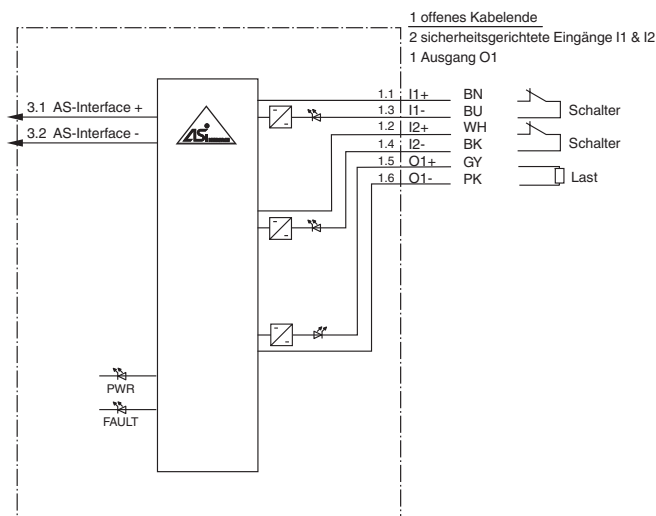 1 offenes Kabelende
2 sicherheitsgerichtete Eingänge I1 & I2
1 Ausgang O1
1.1 I1+ BN
1.3 I1- BU Schalter
1.2 I2+ WH
1.4 I2- BK Schalter
1.5 O1+ GY
1.6 O1- PK Last
3.1 AS-Interface +
3.2 AS-Interface -
ASi
PWR
FAULT